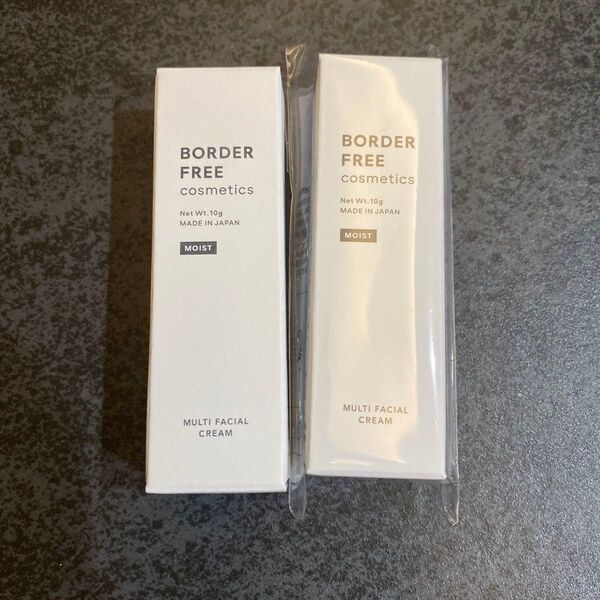 BORDER
FREE
cosmetics
Net Wt.10g
MADE IN JAPAN
MOIST
MULTI FACIAL
CREAM
BORDER
FREE
cosmetics
Net Wt.10g
MADE IN JAPAN
MOIST
MULTI FACIAL
CREAM